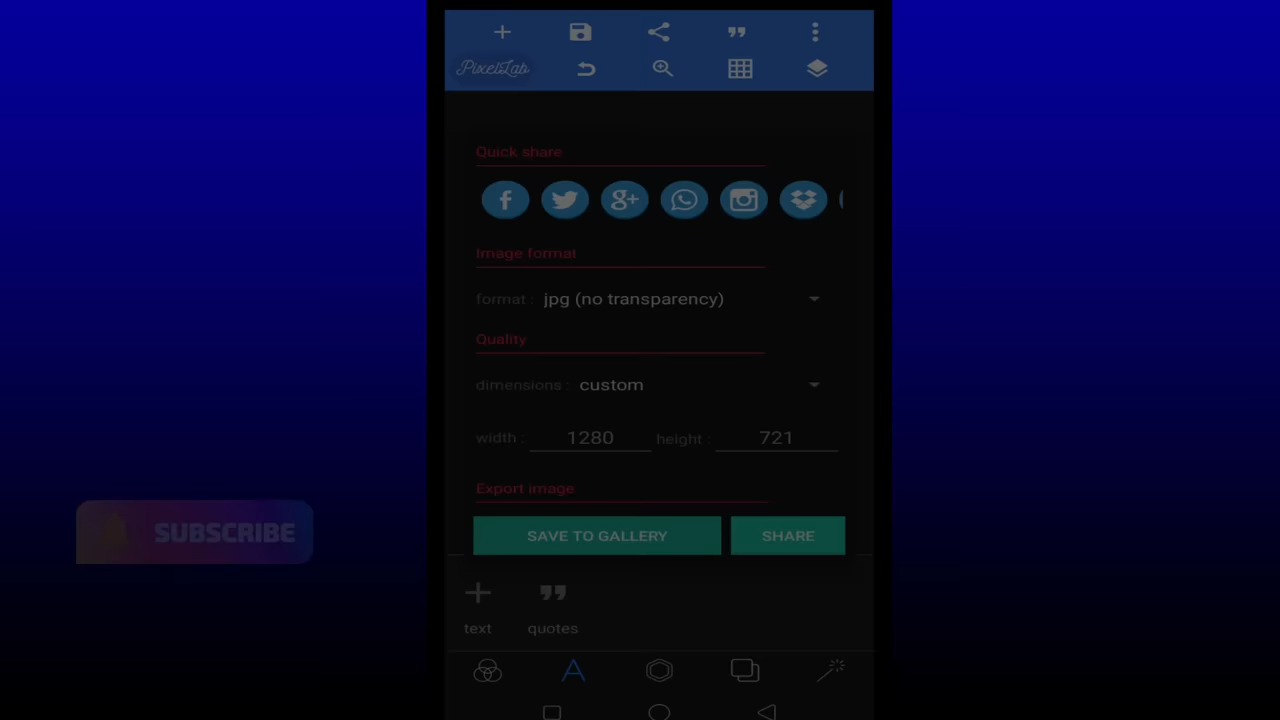 PixelLab
Quick share
Image format
format : jpg (no transparency)
Quality
dimensions : custom
width : 1280 height : 721
Export image
SAVE TO GALLERY SHARE
SUBSCRIBE
text quotes